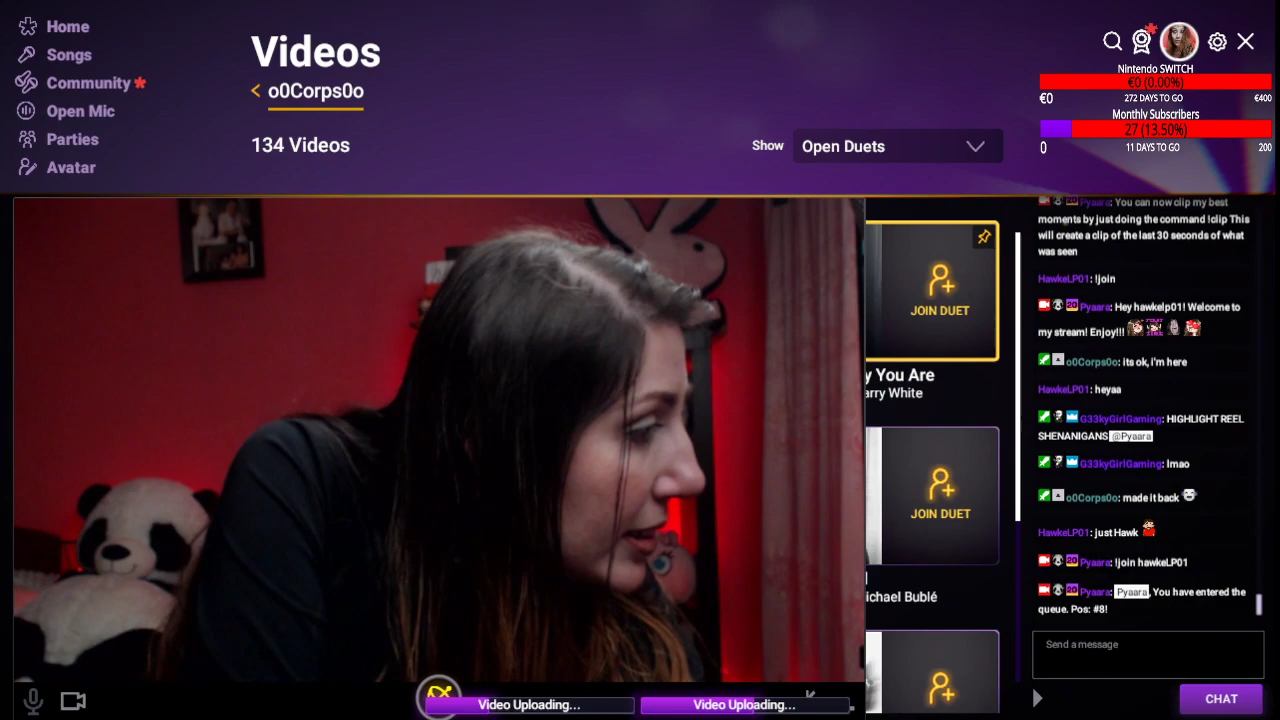 Home
Songs
Community
Open Mic
Parties
Avatar
Videos
< o0Corps0o
134 Videos
Show
Open Duets
Nintendo SWITCH
€0 (0.00%)
€0
272 DAYS TO GO
€400
Monthly Subscribers
27 (13.50%)
0
11 DAYS TO GO
200
JOIN DUET
y You Are
arry White
JOIN DUET
ichael Bublé
Pyaara: You can now clip my best
moments by just doing the command !clip This
will create a clip of the last 30 seconds of what
was seen
HawkeLP01: !join
20 Pyaara: Hey hawkelp01! Welcome to
my stream! Enjoy!!!
o0Corps0o: its ok, i'm here
HawkeLP01: heyaa
G33kyGirlGaming: HIGHLIGHT REEL
SHENANIGANS @Pyaara
G33kyGirlGaming: lmao
o0Corps0o: made it back
HawkeLP01: just Hawk
20 Pyaara: !join hawkeLP01
20 Pyaara: Pyaara, You have entered the
queue. Pos: #8!
Send a message
CHAT
Video Uploading...
Video Uploading...